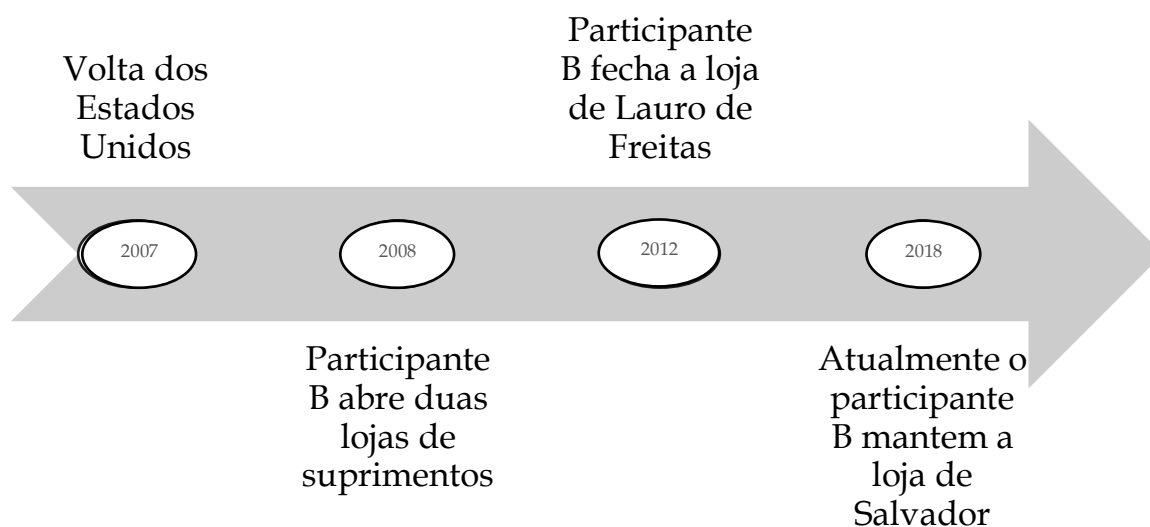 Volta dos
Estados
Unidos
2007
2008
Participante
B abre duas
lojas de
suprimentos
Participante
B fecha a loja
de Lauro de
Freitas
2012
2018
Atualmente o
participante
B mantem a
loja de
Salvador